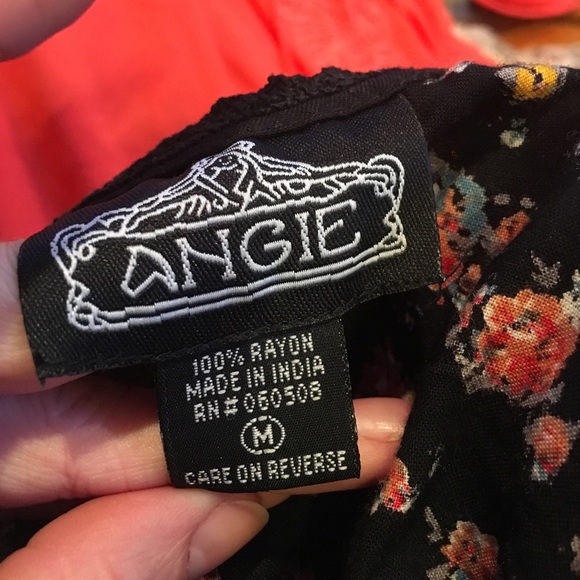 ANGIE
100% RAYON
MADE IN INDIA
RN# 060508
M
CARE ON REVERSE